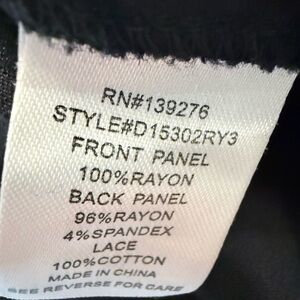 RN#139276
STYLE#D15302RY3
FRONT PANEL
100%RAYON
BACK PANEL
96%RAYON
4%SPANDEX
LACE
100%COTTON
MADE IN CHINA
SEE REVERSE FOR CARE